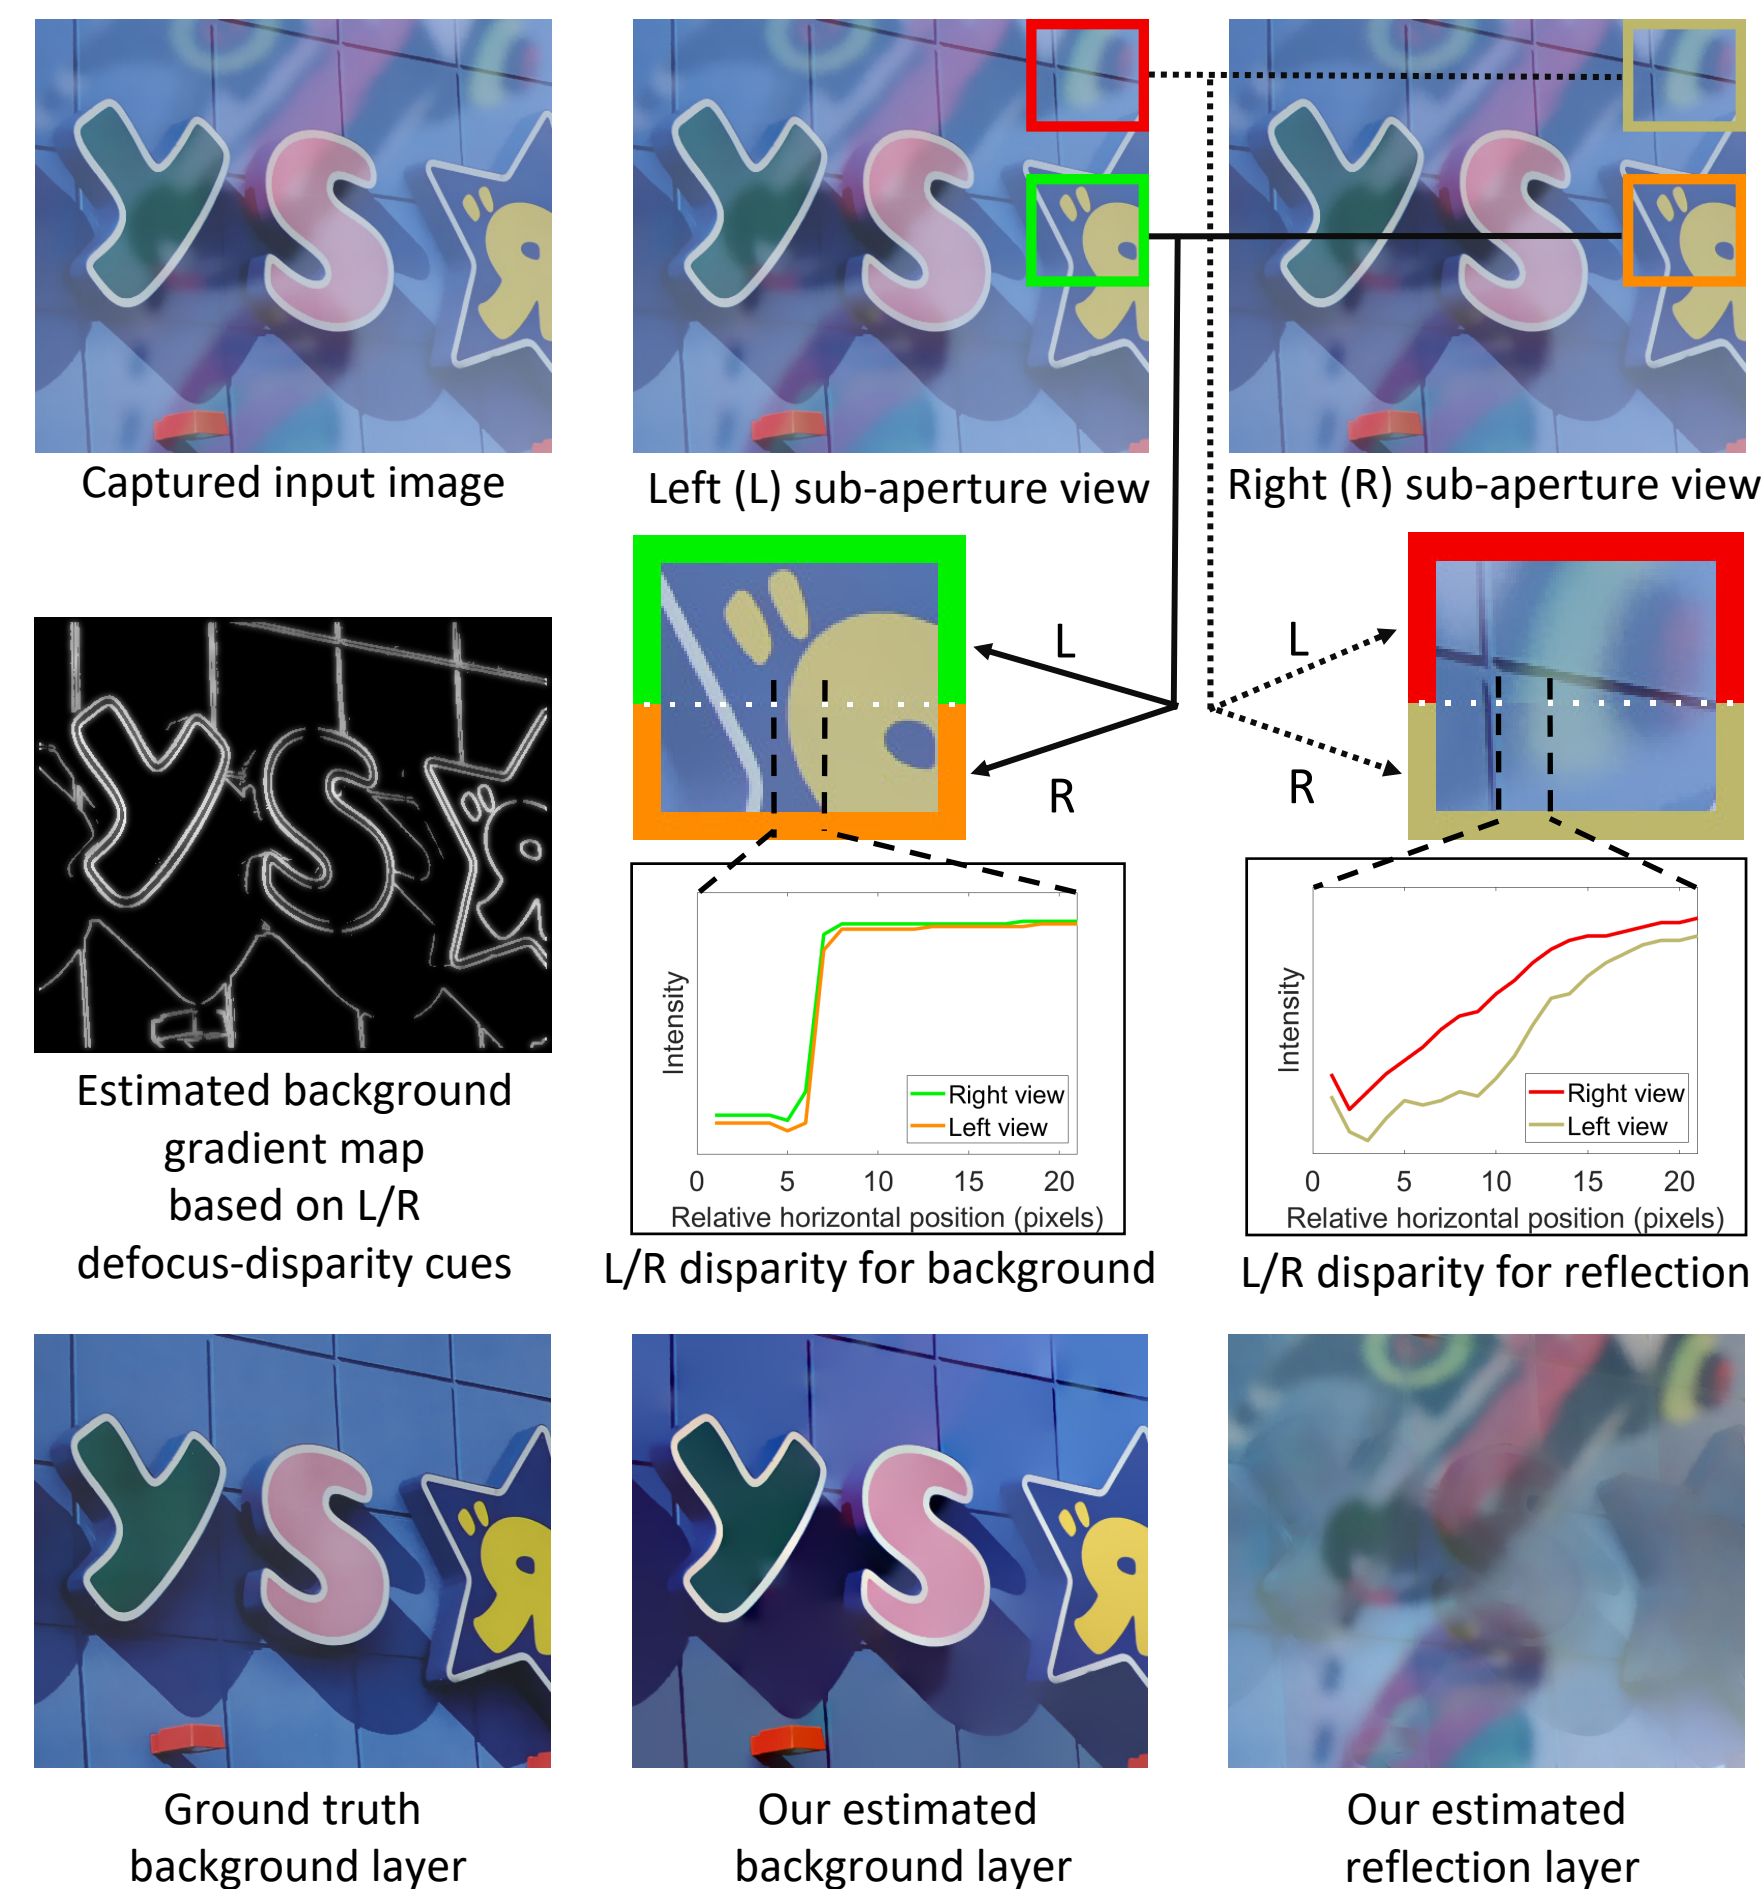 Captured input image
Left (L) sub-aperture view
Right (R) sub-aperture view
L
R
L
R
Estimated background
gradient map
based on L/R
defocus-disparity cues
Intensity
Right view
Left view
0 5 10 15 20
Relative horizontal position (pixels)
L/R disparity for background
Intensity
Right view
Left view
0 5 10 15 20
Relative horizontal position (pixels)
L/R disparity for reflection
Ground truth
background layer
Our estimated
background layer
Our estimated
reflection layer